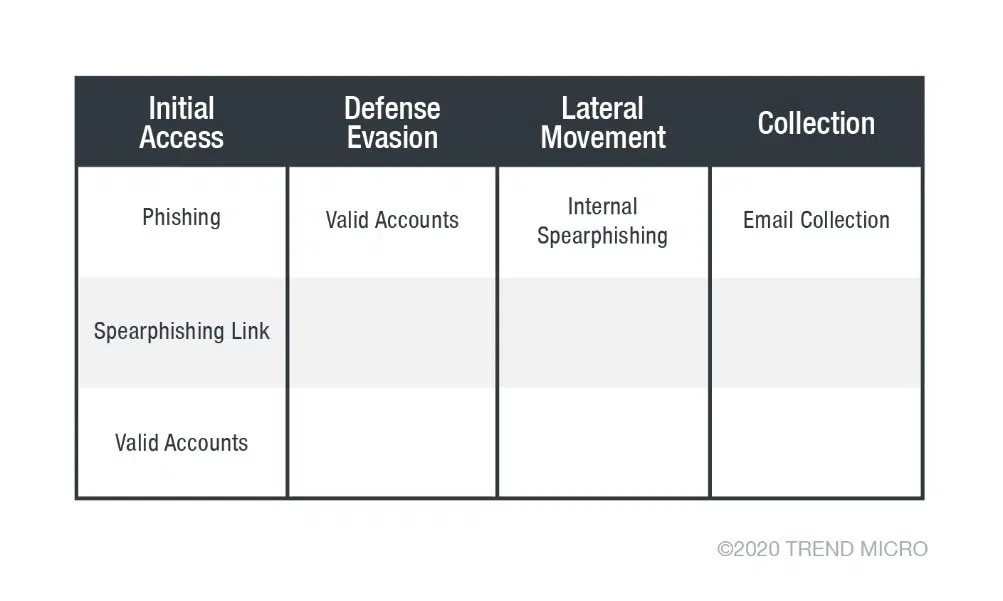 Initial
Access
Defense
Evasion
Lateral
Movement
Collection
Phishing
Valid Accounts
Internal
Spearphishing
Email Collection
Spearphishing Link
Valid Accounts
©2020 TREND MICRO